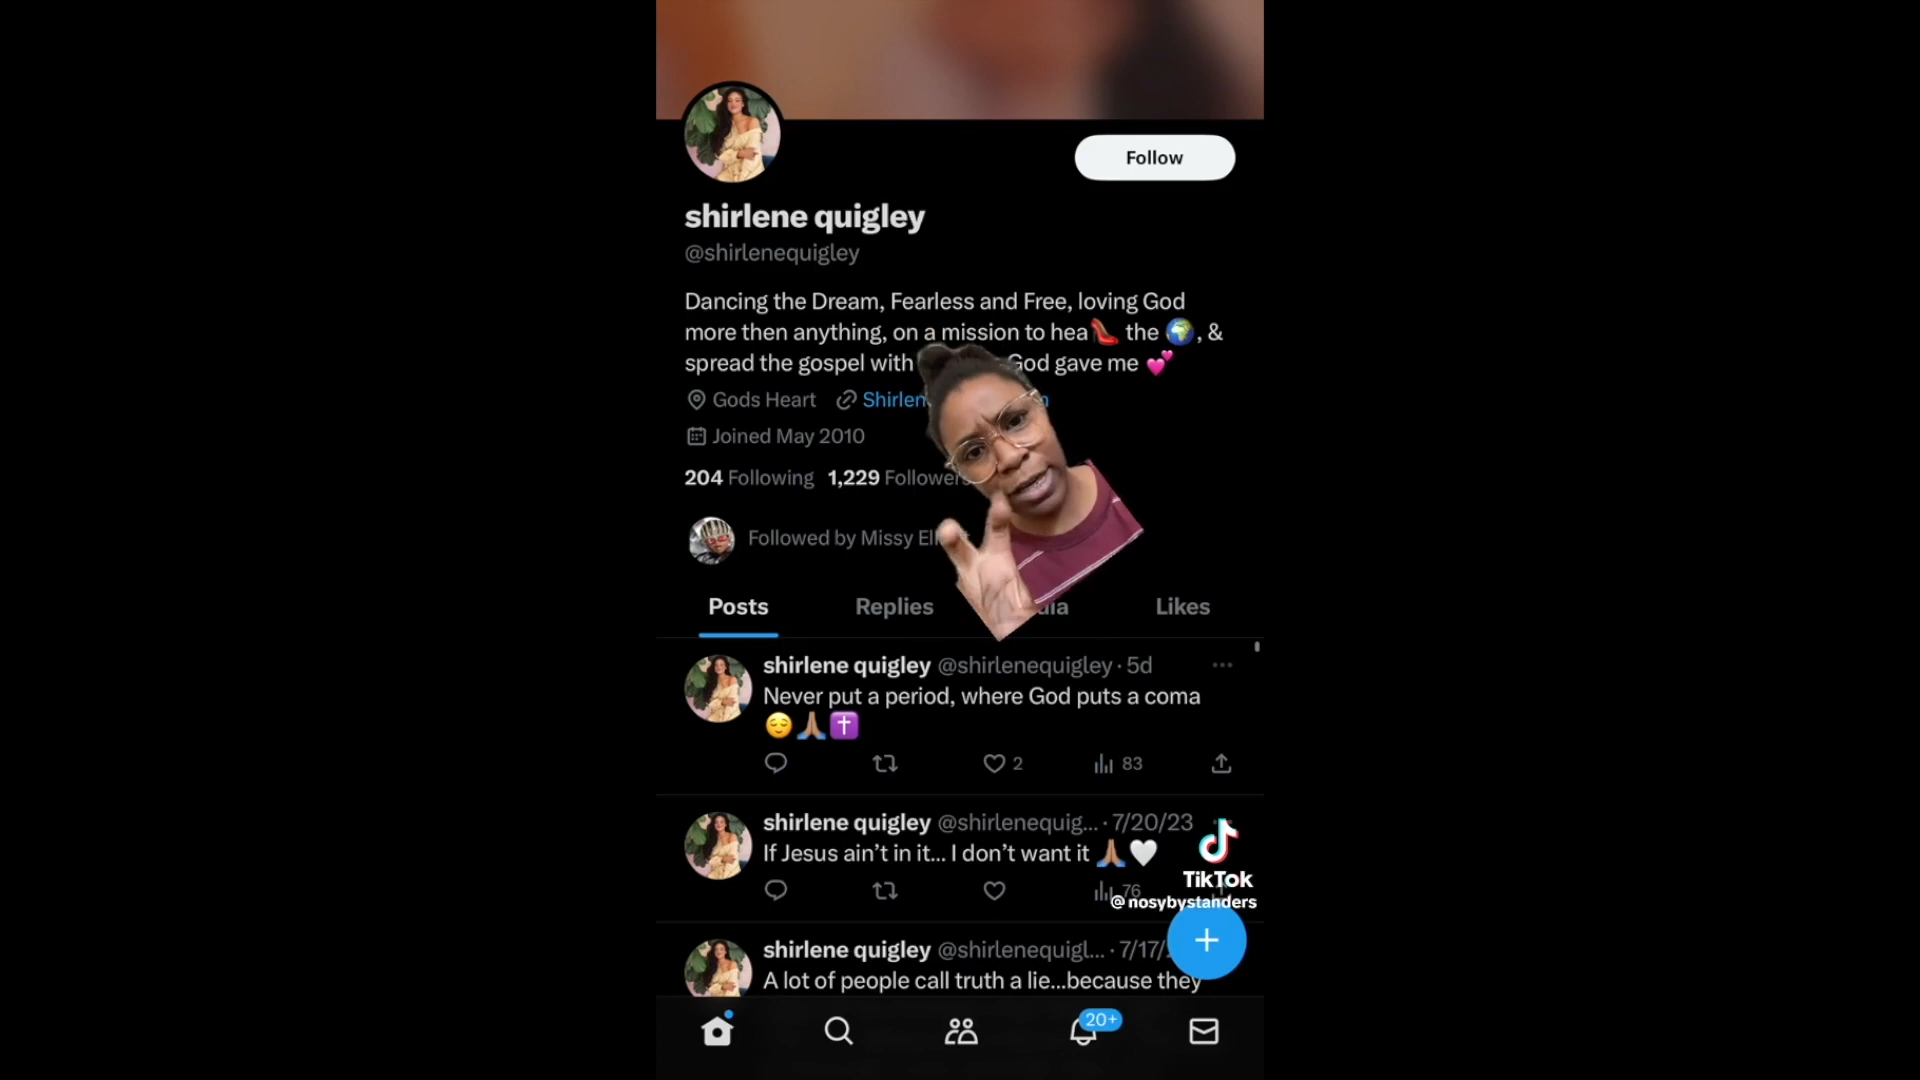 Follow
shirlene quigley
@shirlenequigley
Dancing the Dream, Fearless and Free, loving God
more then anything, on a mission to hea👠 the 🌍, &
spread the gospel with God gave me 💕
Gods Heart
Joined May 2010
204 Following 1,229 Followers
Followed by Missy
Posts Replies Likes
shirlene quigley @shirlenequigley · 5d
Never put a period, where God puts a coma
😌🙏🏽✝️
2 83
shirlene quigley @shirlenequig... · 7/20/23
If Jesus ain't in it... I don't want it 🙏🏽🤍
76
TikTok
@nosybystanders
shirlene quigley @shirlenequigl... · 7/17/
A lot of people call truth a lie...because they
20+